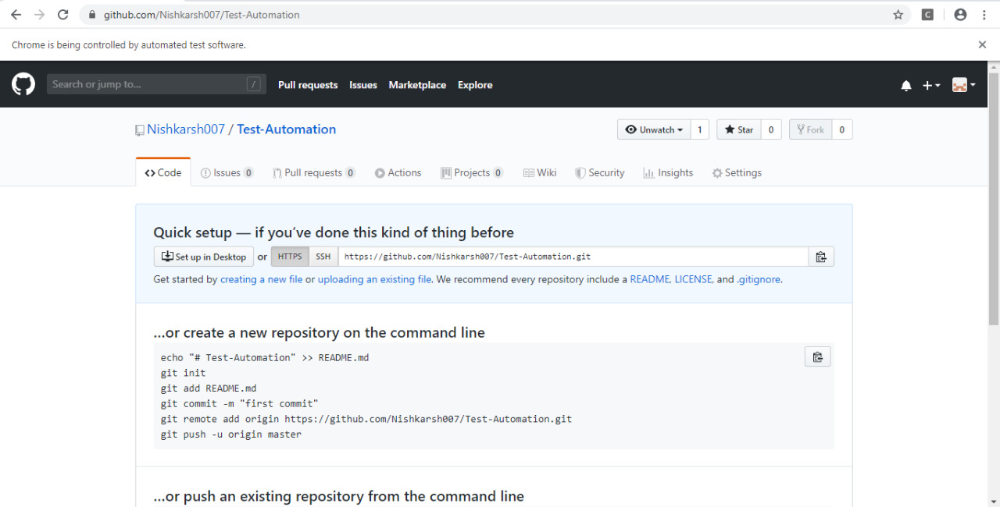 github.com/Nishkarsh007/Test-Automation
C
Chrome is being controlled by automated test software.
Search or jump to... / Pull requests Issues Marketplace Explore
Nishkarsh007 / Test-Automation Unwatch 1 Star 0 Fork 0
Code Issues 0 Pull requests 0 Actions Projects 0 Wiki Security Insights Settings
Quick setup — if you’ve done this kind of thing before
Set up in Desktop or HTTPS SSH https://github.com/Nishkarsh007/Test-Automation.git
Get started by creating a new file or uploading an existing file. We recommend every repository include a README, LICENSE, and .gitignore.
…or create a new repository on the command line
echo "# Test-Automation" >> README.md
git init
git add README.md
git commit -m "first commit"
git remote add origin https://github.com/Nishkarsh007/Test-Automation.git
git push -u origin master
…or push an existing repository from the command line